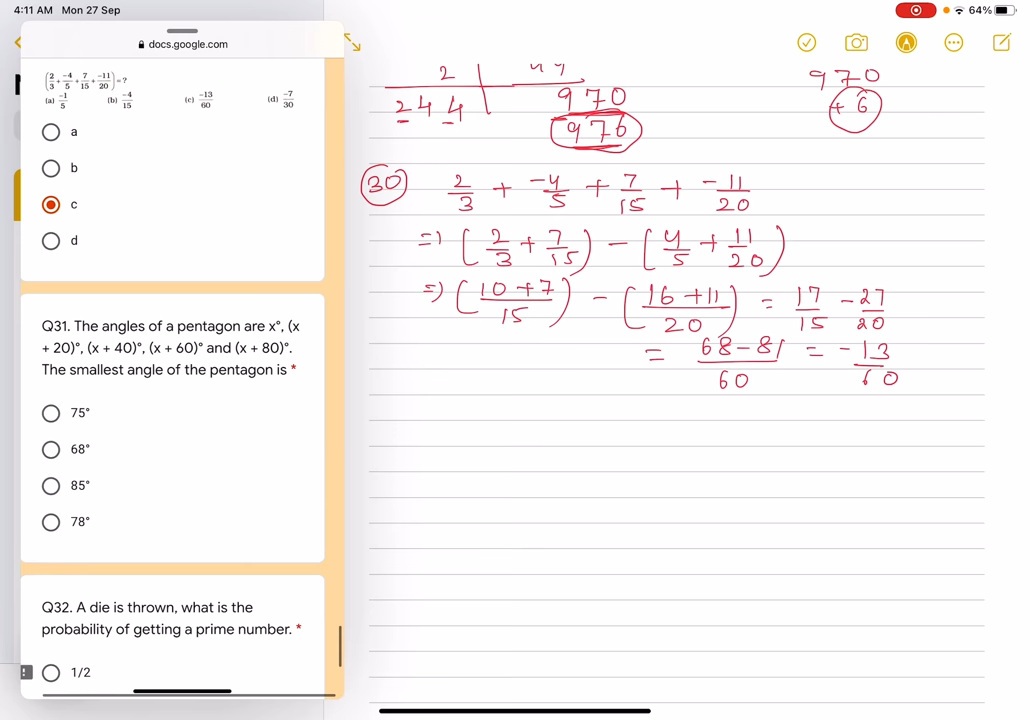 4:11 AM Mon 27 Sep
64%
docs.google.com
(2/3 + -4/5 + 7/15 + -11/20) = ?
(a) -1/5 (b) -4/15 (c) -13/60 (d) -7/30
a
b
c
d
Q31. The angles of a pentagon are x°, (x
+ 20)°, (x + 40)°, (x + 60)° and (x + 80)°.
The smallest angle of the pentagon is *
75°
68°
85°
78°
Q32. A die is thrown, what is the
probability of getting a prime number. *
1/2
2
244
970
976
970
+ 6
30 2/3 + -4/5 + 7/15 + -11/20
=) (2/3 + 7/15) - (4/5 + 11/20)
=) (10+7/15) - (16+11/20) = 17/15 - 27/20
= 68-81/60 = -13/60